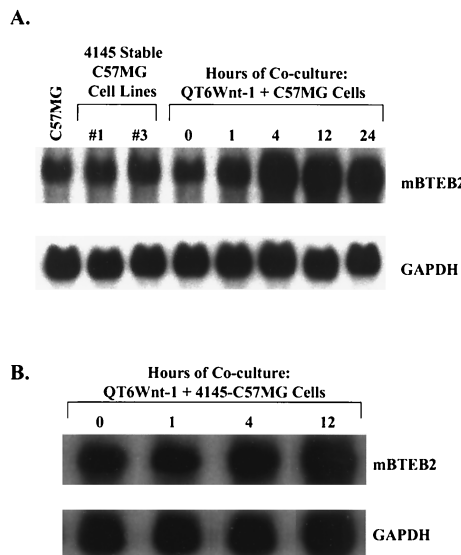 A.
4145 Stable
C57MG
Cell Lines
Hours of Co-culture:
QT6Wnt-1 + C57MG Cells
C57MG
#1 #3 0 1 4 12 24
mBTEB2
GAPDH
B.
Hours of Co-culture:
QT6Wnt-1 + 4145-C57MG Cells
0 1 4 12
mBTEB2
GAPDH